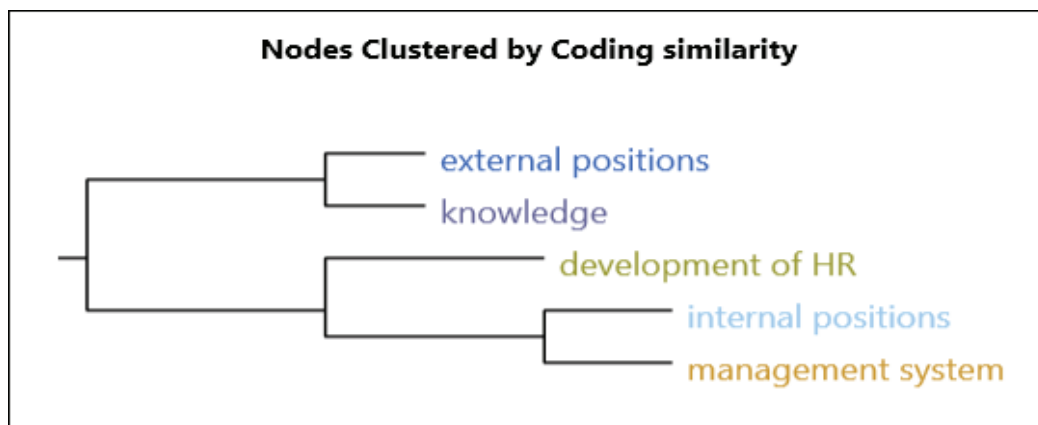 Nodes Clustered by Coding similarity
external positions
knowledge
development of HR
internal positions
management system